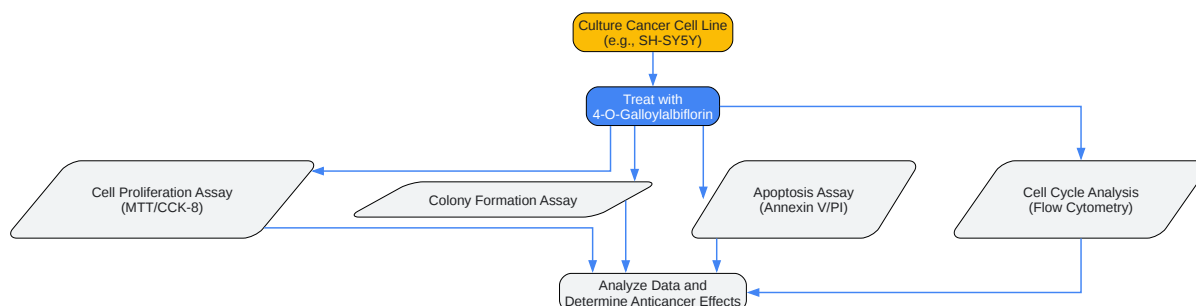 Culture Cancer Cell Line
(e.g., SH-SY5Y)
Treat with
4-O-Galloylalbiflorin
Cell Proliferation Assay
(MTT/CCK-8)
Colony Formation Assay
Apoptosis Assay
(Annexin V/PI)
Cell Cycle Analysis
(Flow Cytometry)
Analyze Data and
Determine Anticancer Effects